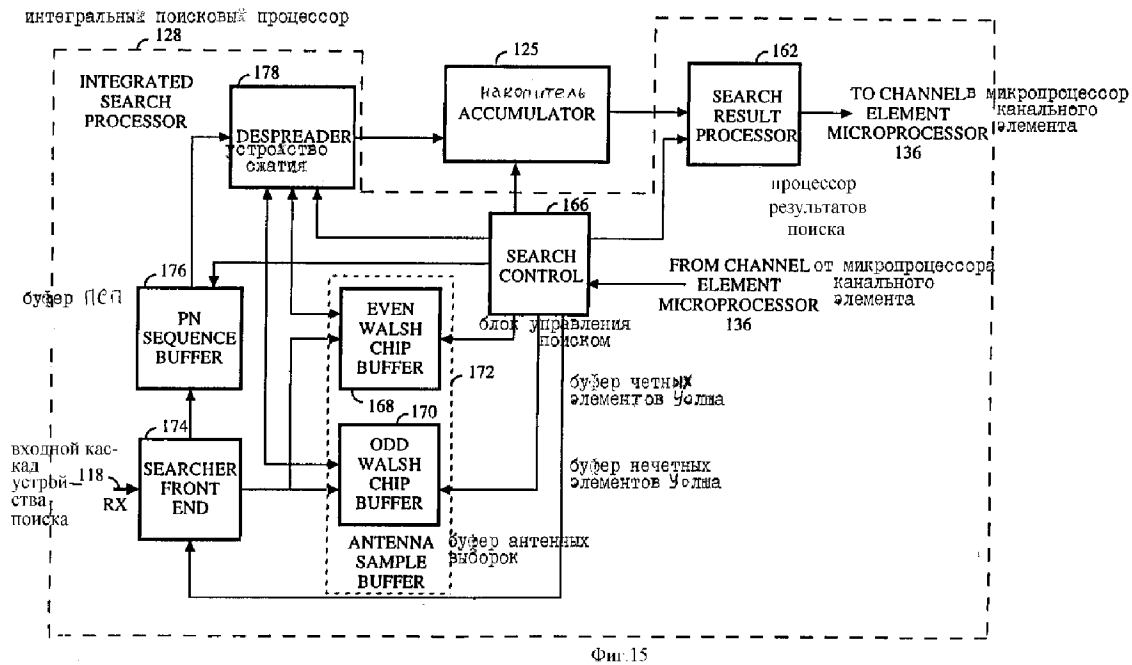 интегральный поисковый процессор
128
INTEGRATED
SEARCH
PROCESSOR
178
DESPREADER
устройство
сжатия
125
накопитель
ACCUMULATOR
162
SEARCH
RESULT
PROCESSOR
TO CHANNEL
ELEMENT
MICROPROCESSOR
136
в микропроцессор
канального
элемента
процессор
результатов
поиска
166
SEARCH
CONTROL
блок управления
поиском
FROM CHANNEL
ELEMENT
MICROPROCESSOR
136
от микропроцессора
канального
элемента
176
буфер ПСП
PN
SEQUENCE
BUFFER
EVEN
WALSH
CHIP
BUFFER
168
172
буфер четных
элементов Уолша
170
ODD
WALSH
CHIP
BUFFER
буфер нечетных
элементов Уолша
ANTENNA
SAMPLE
BUFFER
буфер антенных
выборок
174
SEARCHER
FRONT
END
входной кас-
кад
устрой-
ства
поиска
118
RX
Фиг.15